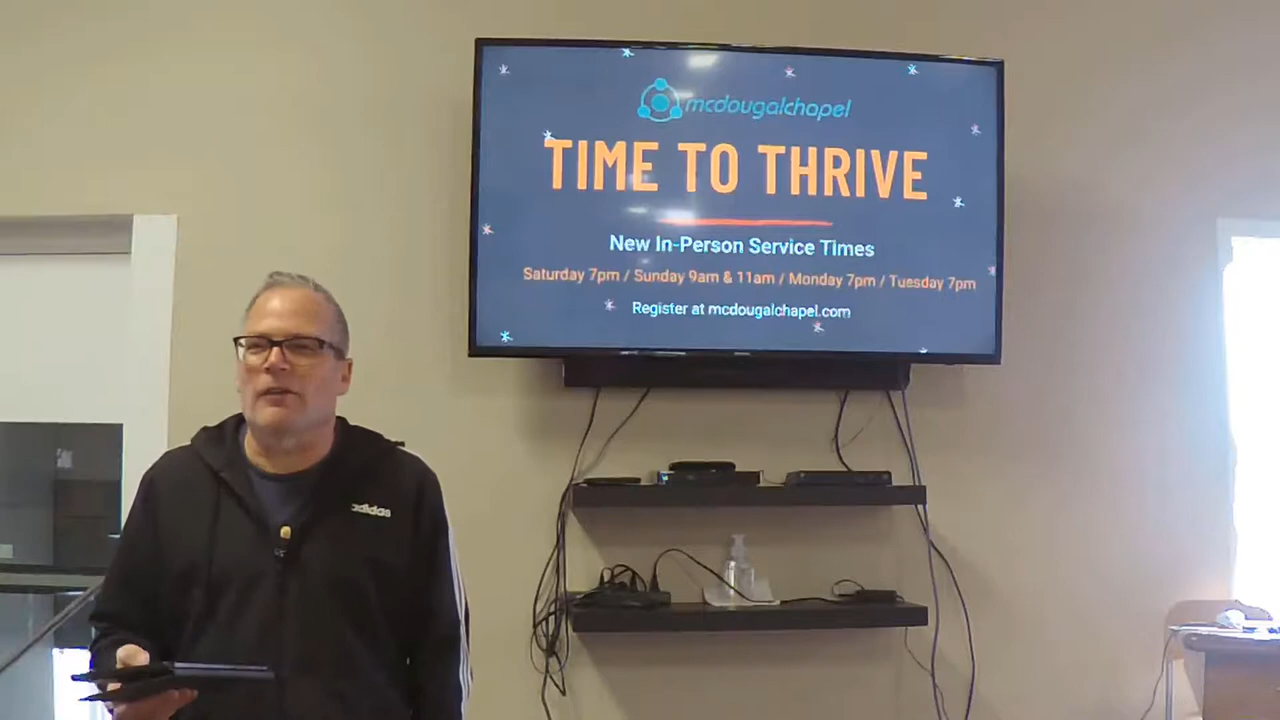 mcdougalchapel
TIME TO THRIVE
New In-Person Service Times
Saturday 7pm / Sunday 9am & 11am / Monday 7pm / Tuesday 7pm
Register at mcdougalchapel.com
adidas